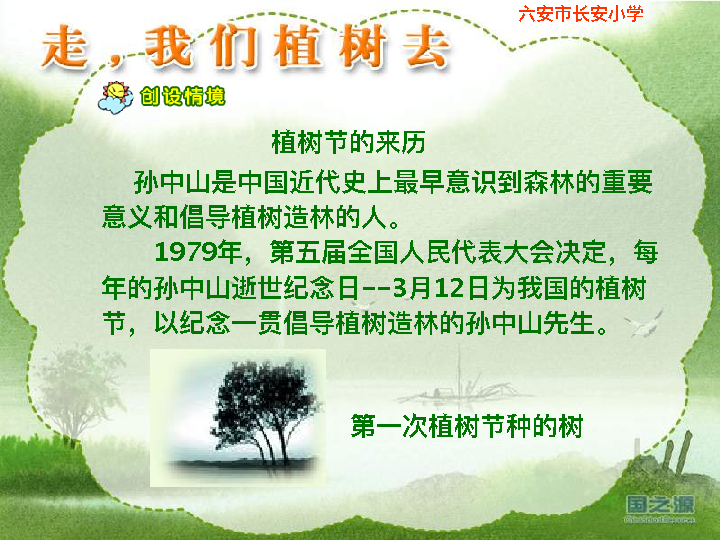 六安市长安小学
走，我们植树去
创设情境
植树节的来历
孙中山是中国近代史上最早意识到森林的重要
意义和倡导植树造林的人。
1979年，第五届全国人民代表大会决定，每
年的孙中山逝世纪念日--3月12日为我国的植树
节，以纪念一贯倡导植树造林的孙中山先生。
第一次植树节种的树
国之源